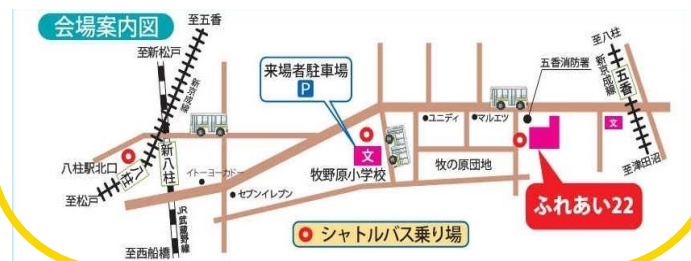 会場案内図
至五香
至新松戸
新京成線
来場者駐車場
P
至八柱
五香消防署
新京成線
五香
ユニディ
マルエツ
文
八柱駅北口
八柱
新八柱
文
牧野原小学校
牧の原団地
イトーヨーカドー
セブンイレブン
至津田沼
至松戸
JR武蔵野線
ふれあい22
シャトルバス乗り場
至西船橋